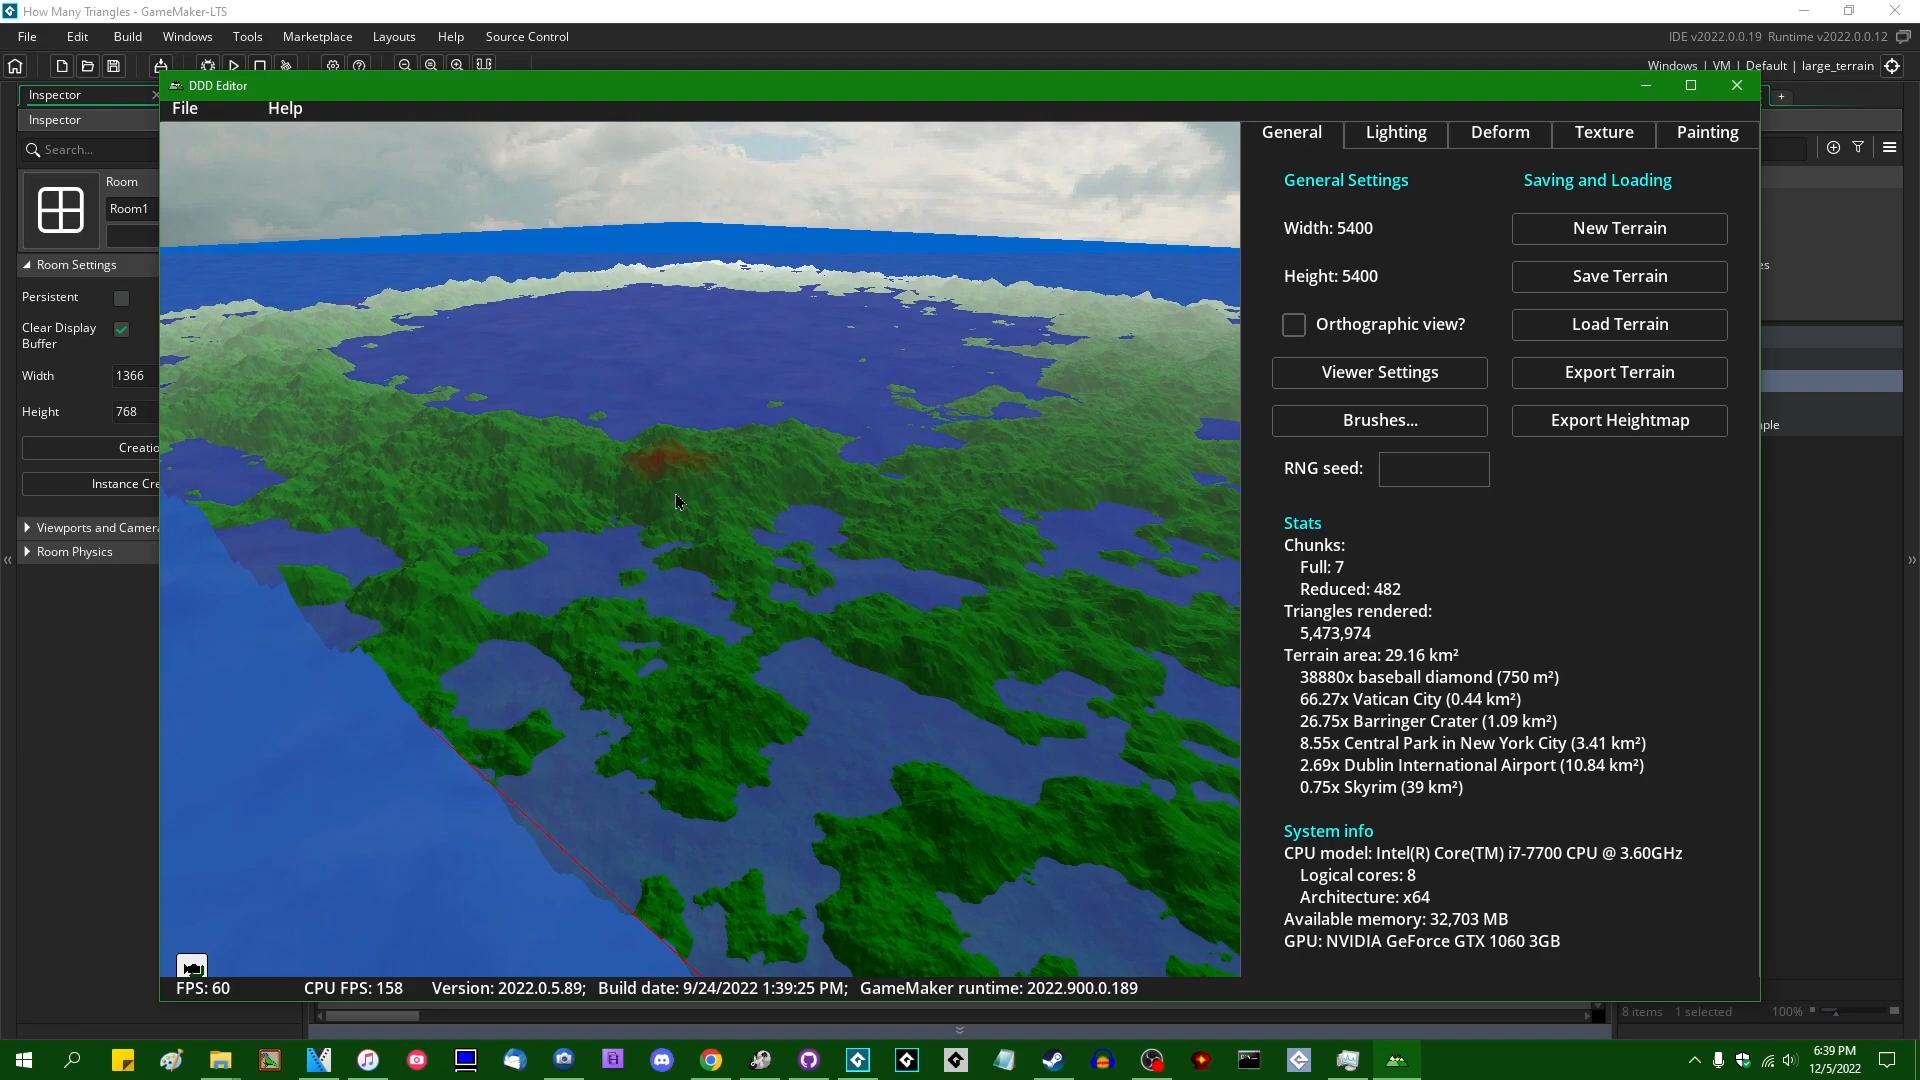 How Many Triangles - GameMaker-LTS
File Edit Build Windows Tools Marketplace Layouts Help Source Control
IDE v2022.0.0.19 Runtime v2022.0.0.12
Windows | VM | Default | large_terrain
Inspector
Inspector
Search...
Room
Room1
Room Settings
Persistent
Clear Display
Buffer
Width 1366
Height 768
Creatio
Instance Cre
Viewports and Camera
Room Physics
DDD Editor
File Help
General Lighting Deform Texture Painting
General Settings
Width: 5400
Height: 5400
Orthographic view?
Viewer Settings
Brushes...
RNG seed:
Saving and Loading
New Terrain
Save Terrain
Load Terrain
Export Terrain
Export Heightmap
Stats
Chunks:
Full: 7
Reduced: 482
Triangles rendered:
5,473,974
Terrain area: 29.16 km²
38880x baseball diamond (750 m²)
66.27x Vatican City (0.44 km²)
26.75x Barringer Crater (1.09 km²)
8.55x Central Park in New York City (3.41 km²)
2.69x Dublin International Airport (10.84 km²)
0.75x Skyrim (39 km²)
System info
CPU model: Intel(R) Core(TM) i7-7700 CPU @ 3.60GHz
Logical cores: 8
Architecture: x64
Available memory: 32,703 MB
GPU: NVIDIA GeForce GTX 1060 3GB
FPS: 60 CPU FPS: 158 Version: 2022.0.5.89; Build date: 9/24/2022 1:39:25 PM; GameMaker runtime: 2022.900.0.189
es
ple
8 items 1 selected 100%
6:39 PM
12/5/2022